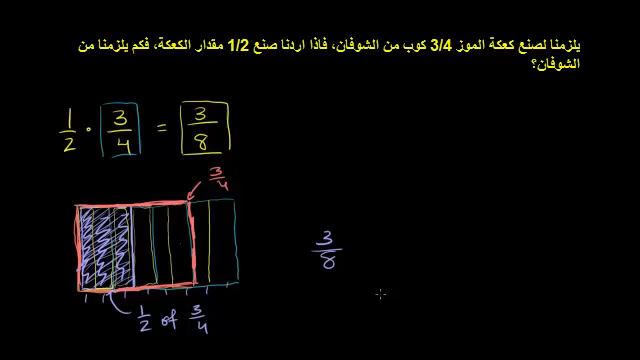 يلزمنا لصنع كعكة الموز 3/4 كوب من الشوفان، فاذا اردنا صنع 1/2 مقدار الكعكة، فكم يلزمنا من
الشوفان؟
1/2 · 3/4 = 3/8
3/4
3/8
1/2 of 3/4